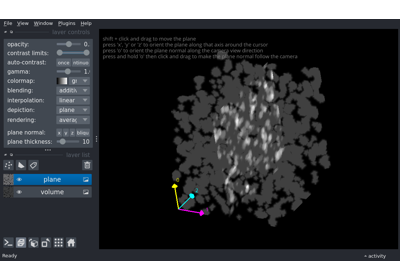 File View Window Plugins Help
layer controls
opacity: 0.
contrast limits:
auto-contrast: once
gamma: 1.
colormap:
blending: additi
interpolation: linear
depiction: plane
rendering: averag
plane normal: x y z
plane thickness: 10
layer list
plane
volume
Ready
activity
shift + click and drag to move the plane
press 'x', 'y' or 'z' to orient the plane along that axis around the cursor
press 'o' to orient the plane normal along the camera view direction
press and hold 'o' then click and drag to make the plane normal follow the camera